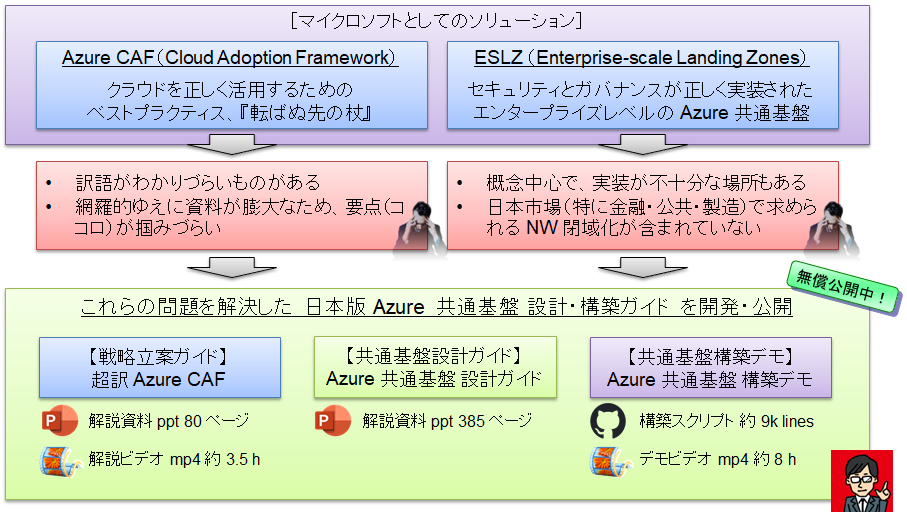 [マイクロソフトとしてのソリューション]
Azure CAF(Cloud Adoption Framework)
クラウドを正しく活用するための
ベストプラクティス、『転ばぬ先の杖』
ESLZ (Enterprise-scale Landing Zones)
セキュリティとガバナンスが正しく実装された
エンタープライズレベルの Azure 共通基盤
• 訳語がわかりづらいものがある
• 網羅的ゆえに資料が膨大なため、要点(コ
コロ)が掴みづらい
• 概念中心で、実装が不十分な場所もある
• 日本市場(特に金融・公共・製造)で求めら
れる NW 閉域化が含まれていない
無償公開中!
これらの問題を解決した 日本版 Azure 共通基盤 設計・構築ガイド を開発・公開
【戦略立案ガイド】
超訳 Azure CAF
P 解説資料 ppt 80 ページ
解説ビデオ mp4 約 3.5 h
【共通基盤設計ガイド】
Azure 共通基盤 設計ガイド
P 解説資料 ppt 385 ページ
【共通基盤構築デモ】
Azure 共通基盤 構築デモ
構築スクリプト 約 9k lines
デモビデオ mp4 約 8 h